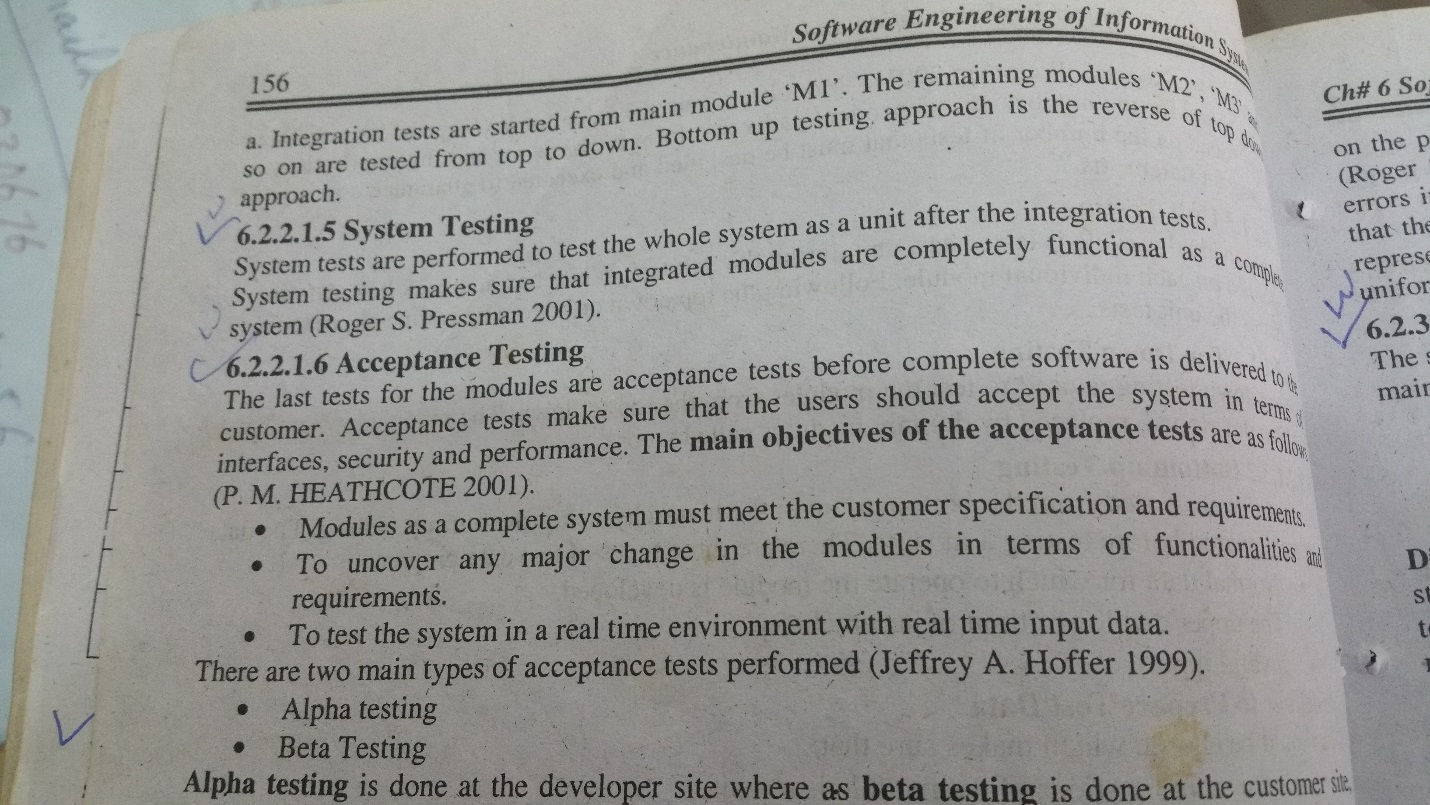 Software Engineering of Information
156
a. Integration tests are started from main module 'M1'. The remaining modules 'M2', 'M3'
so on are tested from top to down. Bottom up testing approach is the reverse of top down
approach.
6.2.2.1.5 System Testing
System tests are performed to test the whole system as a unit after the integration tests.
System testing makes sure that integrated modules are completely functional as a complete
system (Roger S. Pressman 2001).
6.2.2.1.6 Acceptance Testing
The last tests for the modules are acceptance tests before complete software is delivered to the
customer. Acceptance tests make sure that the users should accept the system in terms
interfaces, security and performance. The main objectives of the acceptance tests are as follows
(P. M. HEATHCOTE 2001).
• Modules as a complete system must meet the customer specification and requirements.
• To uncover any major change in the modules in terms of functionalities and
requirements.
• To test the system in a real time environment with real time input data.
There are two main types of acceptance tests performed (Jeffrey A. Hoffer 1999).
• Alpha testing
• Beta Testing
Alpha testing is done at the developer site where as beta testing is done at the customer site.
Ch# 6
on the
(Roger
errors
that the
6.2.3
The